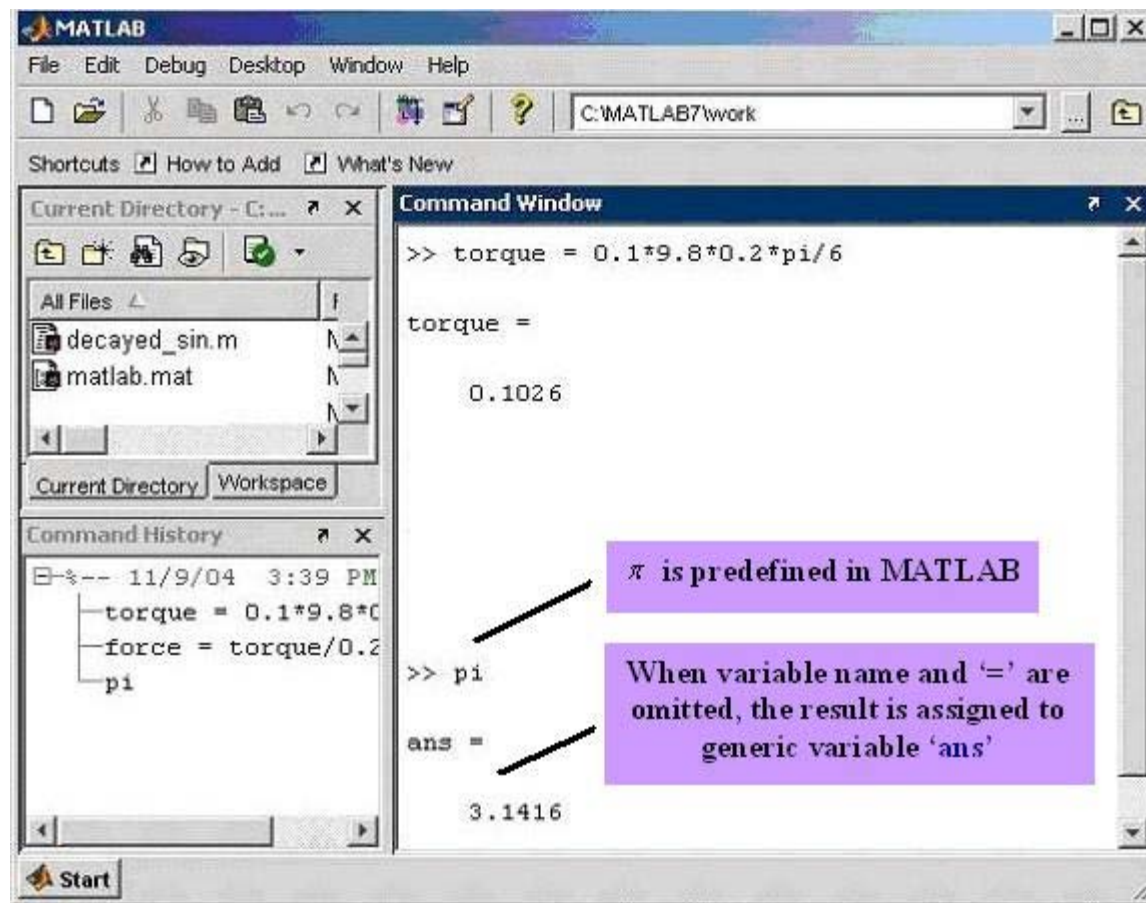 MATLAB
File Edit Debug Desktop Window Help
C:\MATLAB7\work
...
Shortcuts How to Add What's New
Current Directory - C:...
All Files
decayed_sin.m
matlab.mat
Current Directory Workspace
Command History
%-- 11/9/04 3:39 PM
torque = 0.1*9.8*0
force = torque/0.2
pi
Command Window
>> torque = 0.1*9.8*0.2*pi/6
torque =
0.1026
π is predefined in MATLAB
>> pi
When variable name and ‘=’ are
omitted, the result is assigned to
generic variable ‘ans’
ans =
3.1416
Start